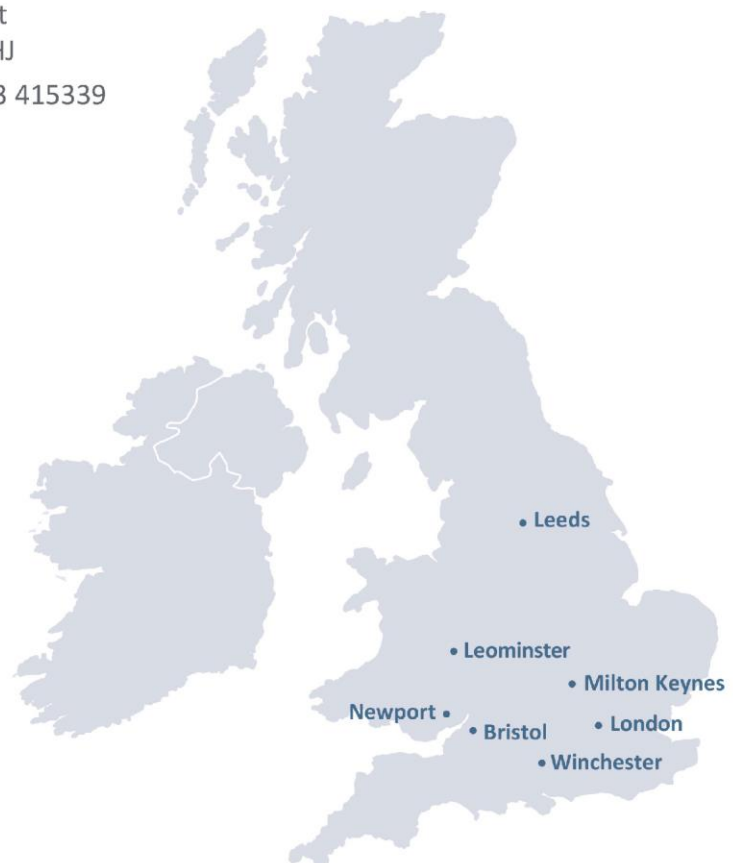 t
HJ
3 415339
Leeds
Leominster
Milton Keynes
Newport
London
Bristol
Winchester